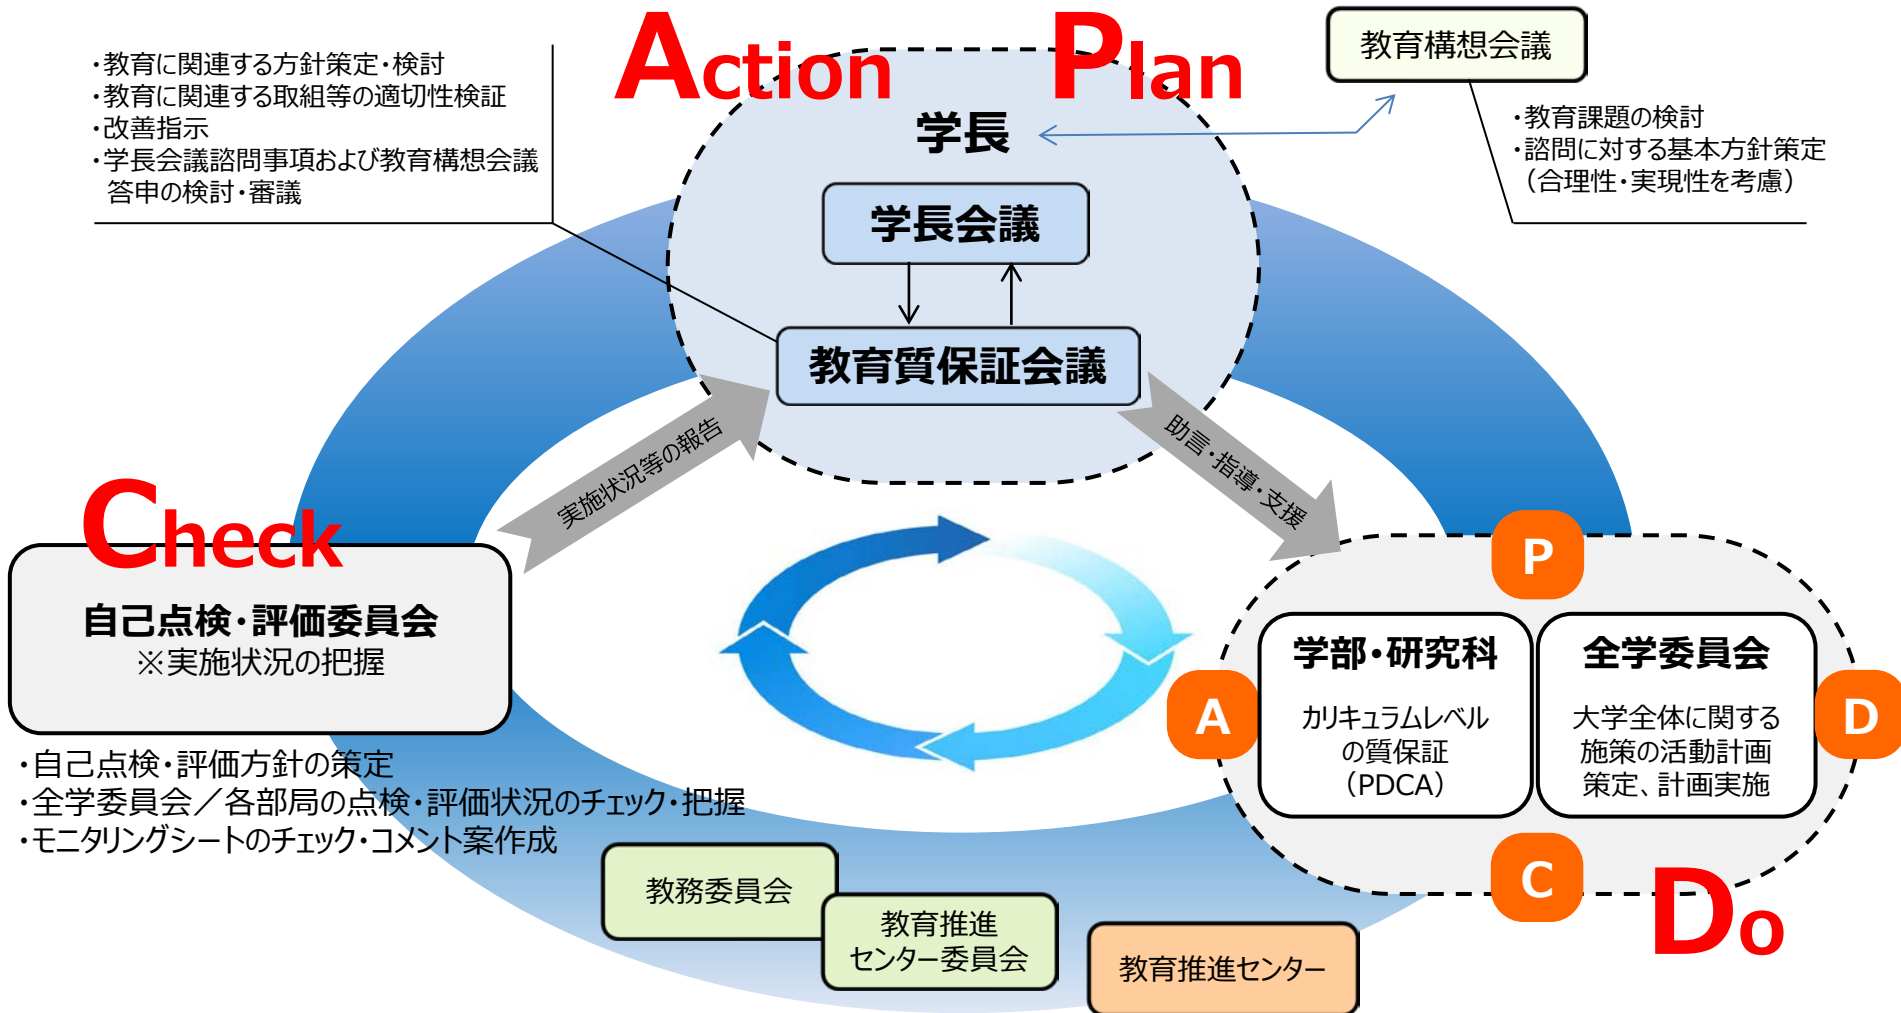 Action
Plan
教育構想会議
・教育に関連する方針策定・検討
・教育に関連する取組等の適切性検証
・改善指示
・学長会議諮問事項および教育構想会議
答申の検討・審議
・教育課題の検討
・諮問に対する基本方針策定
（合理性・実現性を考慮）
学長
学長会議
教育質保証会議
実施状況等の報告
助言・指導・支援
Check
自己点検・評価委員会
※実施状況の把握
・自己点検・評価方針の策定
・全学委員会／各部局の点検・評価状況のチェック・把握
・モニタリングシートのチェック・コメント案作成
P
A
学部・研究科
カリキュラムレベル
の質保証
（PDCA）
全学委員会
大学全体に関する
施策の活動計画
策定、計画実施
D
C
Do
教務委員会
教育推進
センター委員会
教育推進センター